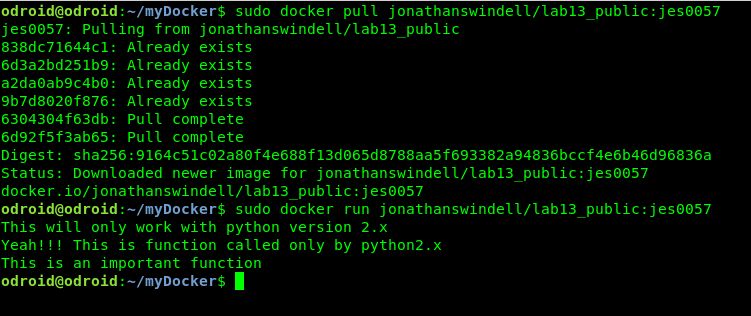 odroid@odroid:~/myDocker$ sudo docker pull jonathanswindell/lab13_public:jes0057
jes0057: Pulling from jonathanswindell/lab13_public
838dc71644c1: Already exists
6d3a2bd251b9: Already exists
a2da0ab9c4b0: Already exists
9b7d8020f876: Already exists
6304304f63db: Pull complete
6d92f5f3ab65: Pull complete
Digest: sha256:9164c51c02a80f4e688f13d065d8788aa5f693382a94836bccf4e6b46d96836a
Status: Downloaded newer image for jonathanswindell/lab13_public:jes0057
docker.io/jonathanswindell/lab13_public:jes0057
odroid@odroid:~/myDocker$ sudo docker run jonathanswindell/lab13_public:jes0057
This will only work with python version 2.x
Yeah!!! This is function called only by python2.x
This is an important function
odroid@odroid:~/myDocker$